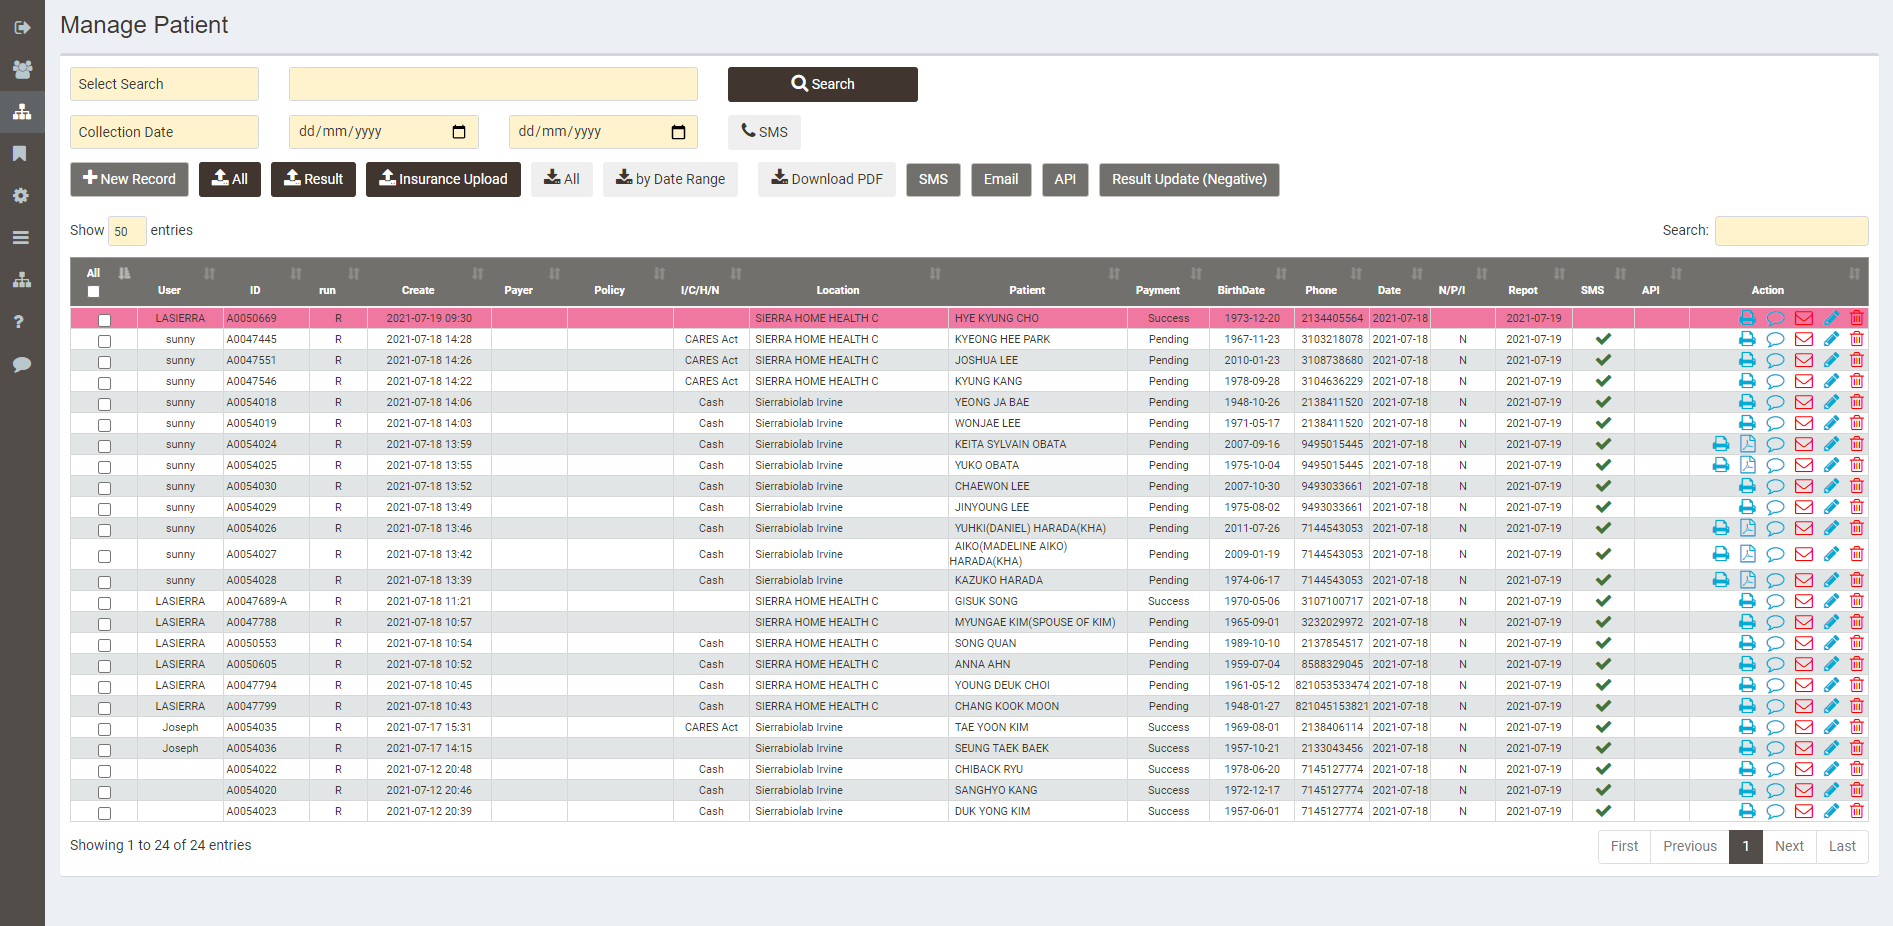 Manage Patient
Select Search
Search
Collection Date dd/mm/yyyy dd/mm/yyyy SMS
New Record All Result Insurance Upload All by Date Range Download PDF SMS Email API Result Update (Negative)
Show 50 entries Search:
All User ID run Create Payer Policy I/C/H/N Location Patient Payment BirthDate Phone Date N/P/I Repot SMS API Action
LASIERRA A0050669 R 2021-07-19 09:30 SIERRA HOME HEALTH C HYE KYUNG CHO Success 1973-12-20 2134405564 2021-07-18 2021-07-19
sunny A0047445 R 2021-07-18 14:28 CARES Act SIERRA HOME HEALTH C KYEONG HEE PARK Pending 1967-11-23 3103218078 2021-07-18 N 2021-07-19
sunny A0047551 R 2021-07-18 14:26 CARES Act SIERRA HOME HEALTH C JOSHUA LEE Pending 2010-01-23 3108738680 2021-07-18 N 2021-07-19
sunny A0047546 R 2021-07-18 14:22 CARES Act SIERRA HOME HEALTH C KYUNG KANG Pending 1978-09-28 3104636229 2021-07-18 N 2021-07-19
sunny A0054018 R 2021-07-18 14:06 Cash Sierrabiolab Irvine YEONG JA BAE Pending 1948-10-26 2138411520 2021-07-18 N 2021-07-19
sunny A0054019 R 2021-07-18 14:03 Cash Sierrabiolab Irvine WONJAE LEE Pending 1971-05-17 2138411520 2021-07-18 N 2021-07-19
sunny A0054024 R 2021-07-18 13:59 Cash Sierrabiolab Irvine KEITA SYLVAIN OBATA Pending 2007-09-16 9495015445 2021-07-18 N 2021-07-19
sunny A0054025 R 2021-07-18 13:55 Cash Sierrabiolab Irvine YUKO OBATA Pending 1975-10-04 9495015445 2021-07-18 N 2021-07-19
sunny A0054030 R 2021-07-18 13:52 Cash Sierrabiolab Irvine CHAEWON LEE Pending 2007-10-30 9493033661 2021-07-18 N 2021-07-19
sunny A0054029 R 2021-07-18 13:49 Cash Sierrabiolab Irvine JINYOUNG LEE Pending 1975-08-02 9493033661 2021-07-18 N 2021-07-19
sunny A0054026 R 2021-07-18 13:46 Cash Sierrabiolab Irvine YUHKI(DANIEL) HARADA(KHA) Pending 2011-07-26 7144543053 2021-07-18 N 2021-07-19
sunny A0054027 R 2021-07-18 13:42 Cash Sierrabiolab Irvine AIKO(MADELINE AIKO) HARADA(KHA) Pending 2009-01-19 7144543053 2021-07-18 N 2021-07-19
sunny A0054028 R 2021-07-18 13:39 Cash Sierrabiolab Irvine KAZUKO HARADA Pending 1974-06-17 7144543053 2021-07-18 N 2021-07-19
LASIERRA A0047689-A R 2021-07-18 11:21 SIERRA HOME HEALTH C GISUK SONG Success 1970-05-06 3107100717 2021-07-18 N 2021-07-19
LASIERRA A0047788 R 2021-07-18 10:57 SIERRA HOME HEALTH C MYUNGAE KIM(SPOUSE OF KIM) Pending 1965-09-01 3232029972 2021-07-18 N 2021-07-19
LASIERRA A0050553 R 2021-07-18 10:54 Cash SIERRA HOME HEALTH C SONG QUAN Pending 1989-10-10 2137854517 2021-07-18 N 2021-07-19
LASIERRA A0050605 R 2021-07-18 10:52 Cash SIERRA HOME HEALTH C ANNA AHN Pending 1959-07-04 8588329045 2021-07-18 N 2021-07-19
LASIERRA A0047794 R 2021-07-18 10:45 Cash SIERRA HOME HEALTH C YOUNG DEUK CHOI Pending 1961-05-12 821053533474 2021-07-18 N 2021-07-19
LASIERRA A0047799 R 2021-07-18 10:43 Cash SIERRA HOME HEALTH C CHANG KOOK MOON Pending 1948-01-27 821045153821 2021-07-18 N 2021-07-19
Joseph A0054035 R 2021-07-17 15:31 CARES Act Sierrabiolab Irvine TAE YOON KIM Success 1969-08-01 2138406114 2021-07-18 N 2021-07-19
Joseph A0054036 R 2021-07-17 14:15 Sierrabiolab Irvine SEUNG TAEK BAEK Success 1957-10-21 2133043456 2021-07-18 N 2021-07-19
A0054022 R 2021-07-12 20:48 Cash Sierrabiolab Irvine CHIBACK RYU Success 1978-06-20 7145127774 2021-07-18 N 2021-07-19
A0054020 R 2021-07-12 20:46 Cash Sierrabiolab Irvine SANGHYO KANG Success 1972-12-17 7145127774 2021-07-18 N 2021-07-19
A0054023 R 2021-07-12 20:39 Cash Sierrabiolab Irvine DUK YONG KIM Success 1957-06-01 7145127774 2021-07-18 N 2021-07-19
Showing 1 to 24 of 24 entries First Previous 1 Next Last